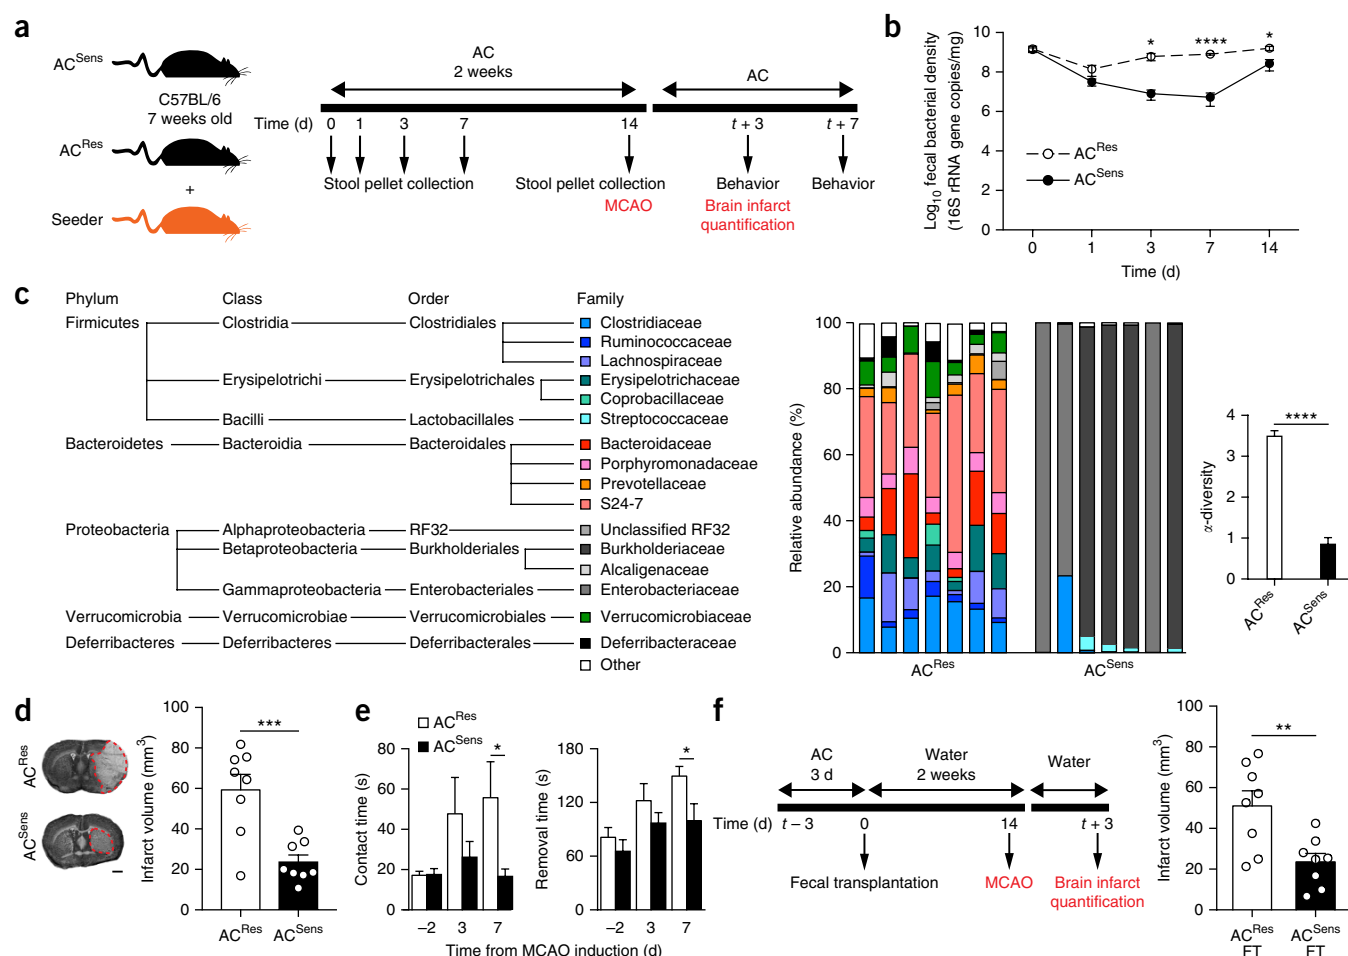 a
AC^Sens
C57BL/6
7 weeks old
AC^Res
+
Seeder
AC
2 weeks
AC
Time (d)
0 1 3 7 14 t + 3 t + 7
Stool pellet collection
Stool pellet collection
MCAO
Behavior
Brain infarct
quantification
Behavior
b
Log10 fecal bacterial density
(16S rRNA gene copies/mg)
10
8
6
4
2
0
* **** *
AC^Res
AC^Sens
0 1 3 7 14
Time (d)
c
Phylum Class Order Family
Firmicutes Clostridia Clostridiales Clostridiaceae
Ruminococcaceae
Lachnospiraceae
Erysipelotrichi Erysipelotrichales Erysipelotrichaceae
Coprobacillaceae
Bacilli Lactobacillales Streptococcaceae
Bacteroidetes Bacteroidia Bacteroidales Bacteroidaceae
Porphyromonadaceae
Prevotellaceae
S24-7
Proteobacteria Alphaproteobacteria RF32 Unclassified RF32
Betaproteobacteria Burkholderiales Burkholderiaceae
Alcaligenaceae
Gammaproteobacteria Enterobacteriales Enterobacteriaceae
Verrucomicrobia Verrucomicrobiae Verrucomicrobiales Verrucomicrobiaceae
Deferribacteres Deferribacteres Deferribacterales Deferribacteraceae
Other
Relative abundance (%)
100
80
60
40
20
0
AC^Res AC^Sens
α-diversity
4
3
2
1
0
****
AC^Res AC^Sens
d
AC^Res
AC^Sens
Infarct volume (mm³)
100
80
60
40
20
0
***
AC^Res AC^Sens
e
AC^Res
AC^Sens
Contact time (s)
80
60
40
20
0
*
–2 3 7
Removal time (s)
180
120
60
0
*
–2 3 7
Time from MCAO induction (d)
f
AC
3 d
Water
2 weeks
Water
Time (d) t – 3 0 14 t + 3
Fecal transplantation
MCAO
Brain infarct
quantification
Infarct volume (mm³)
100
80
60
40
20
0
**
AC^Res
FT
AC^Sens
FT